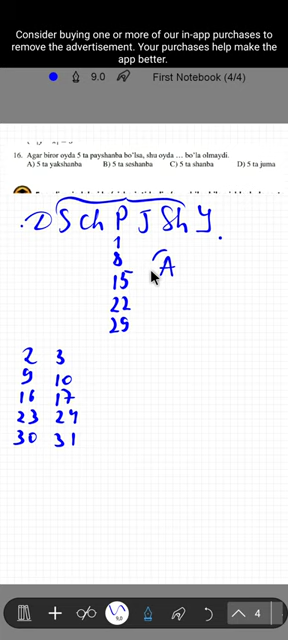 Consider buying one or more of our in-app purchases to
remove the advertisement. Your purchases help make the
app better.
9.0 First Notebook (4/4)
16. Agar biror oyda 5 ta payshanba bo'lsa, shu oyda … bo'la olmaydi.
A) 5 ta yakshanba B) 5 ta seshanba C) 5 ta shanba D) 5 ta juma
D S Ch P J Sh Y
1
8 A
15
22
29
2 3
9 10
16 17
23 24
30 31
9,0 4